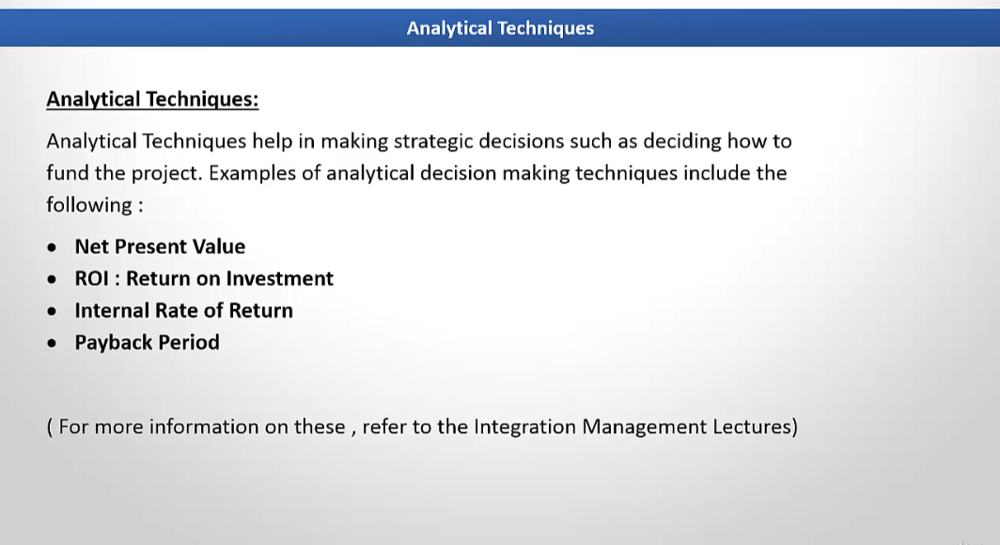 Analytical Techniques
Analytical Techniques:
Analytical Techniques help in making strategic decisions such as deciding how to
fund the project. Examples of analytical decision making techniques include the
following :
• Net Present Value
• ROI : Return on Investment
• Internal Rate of Return
• Payback Period
( For more information on these , refer to the Integration Management Lectures)